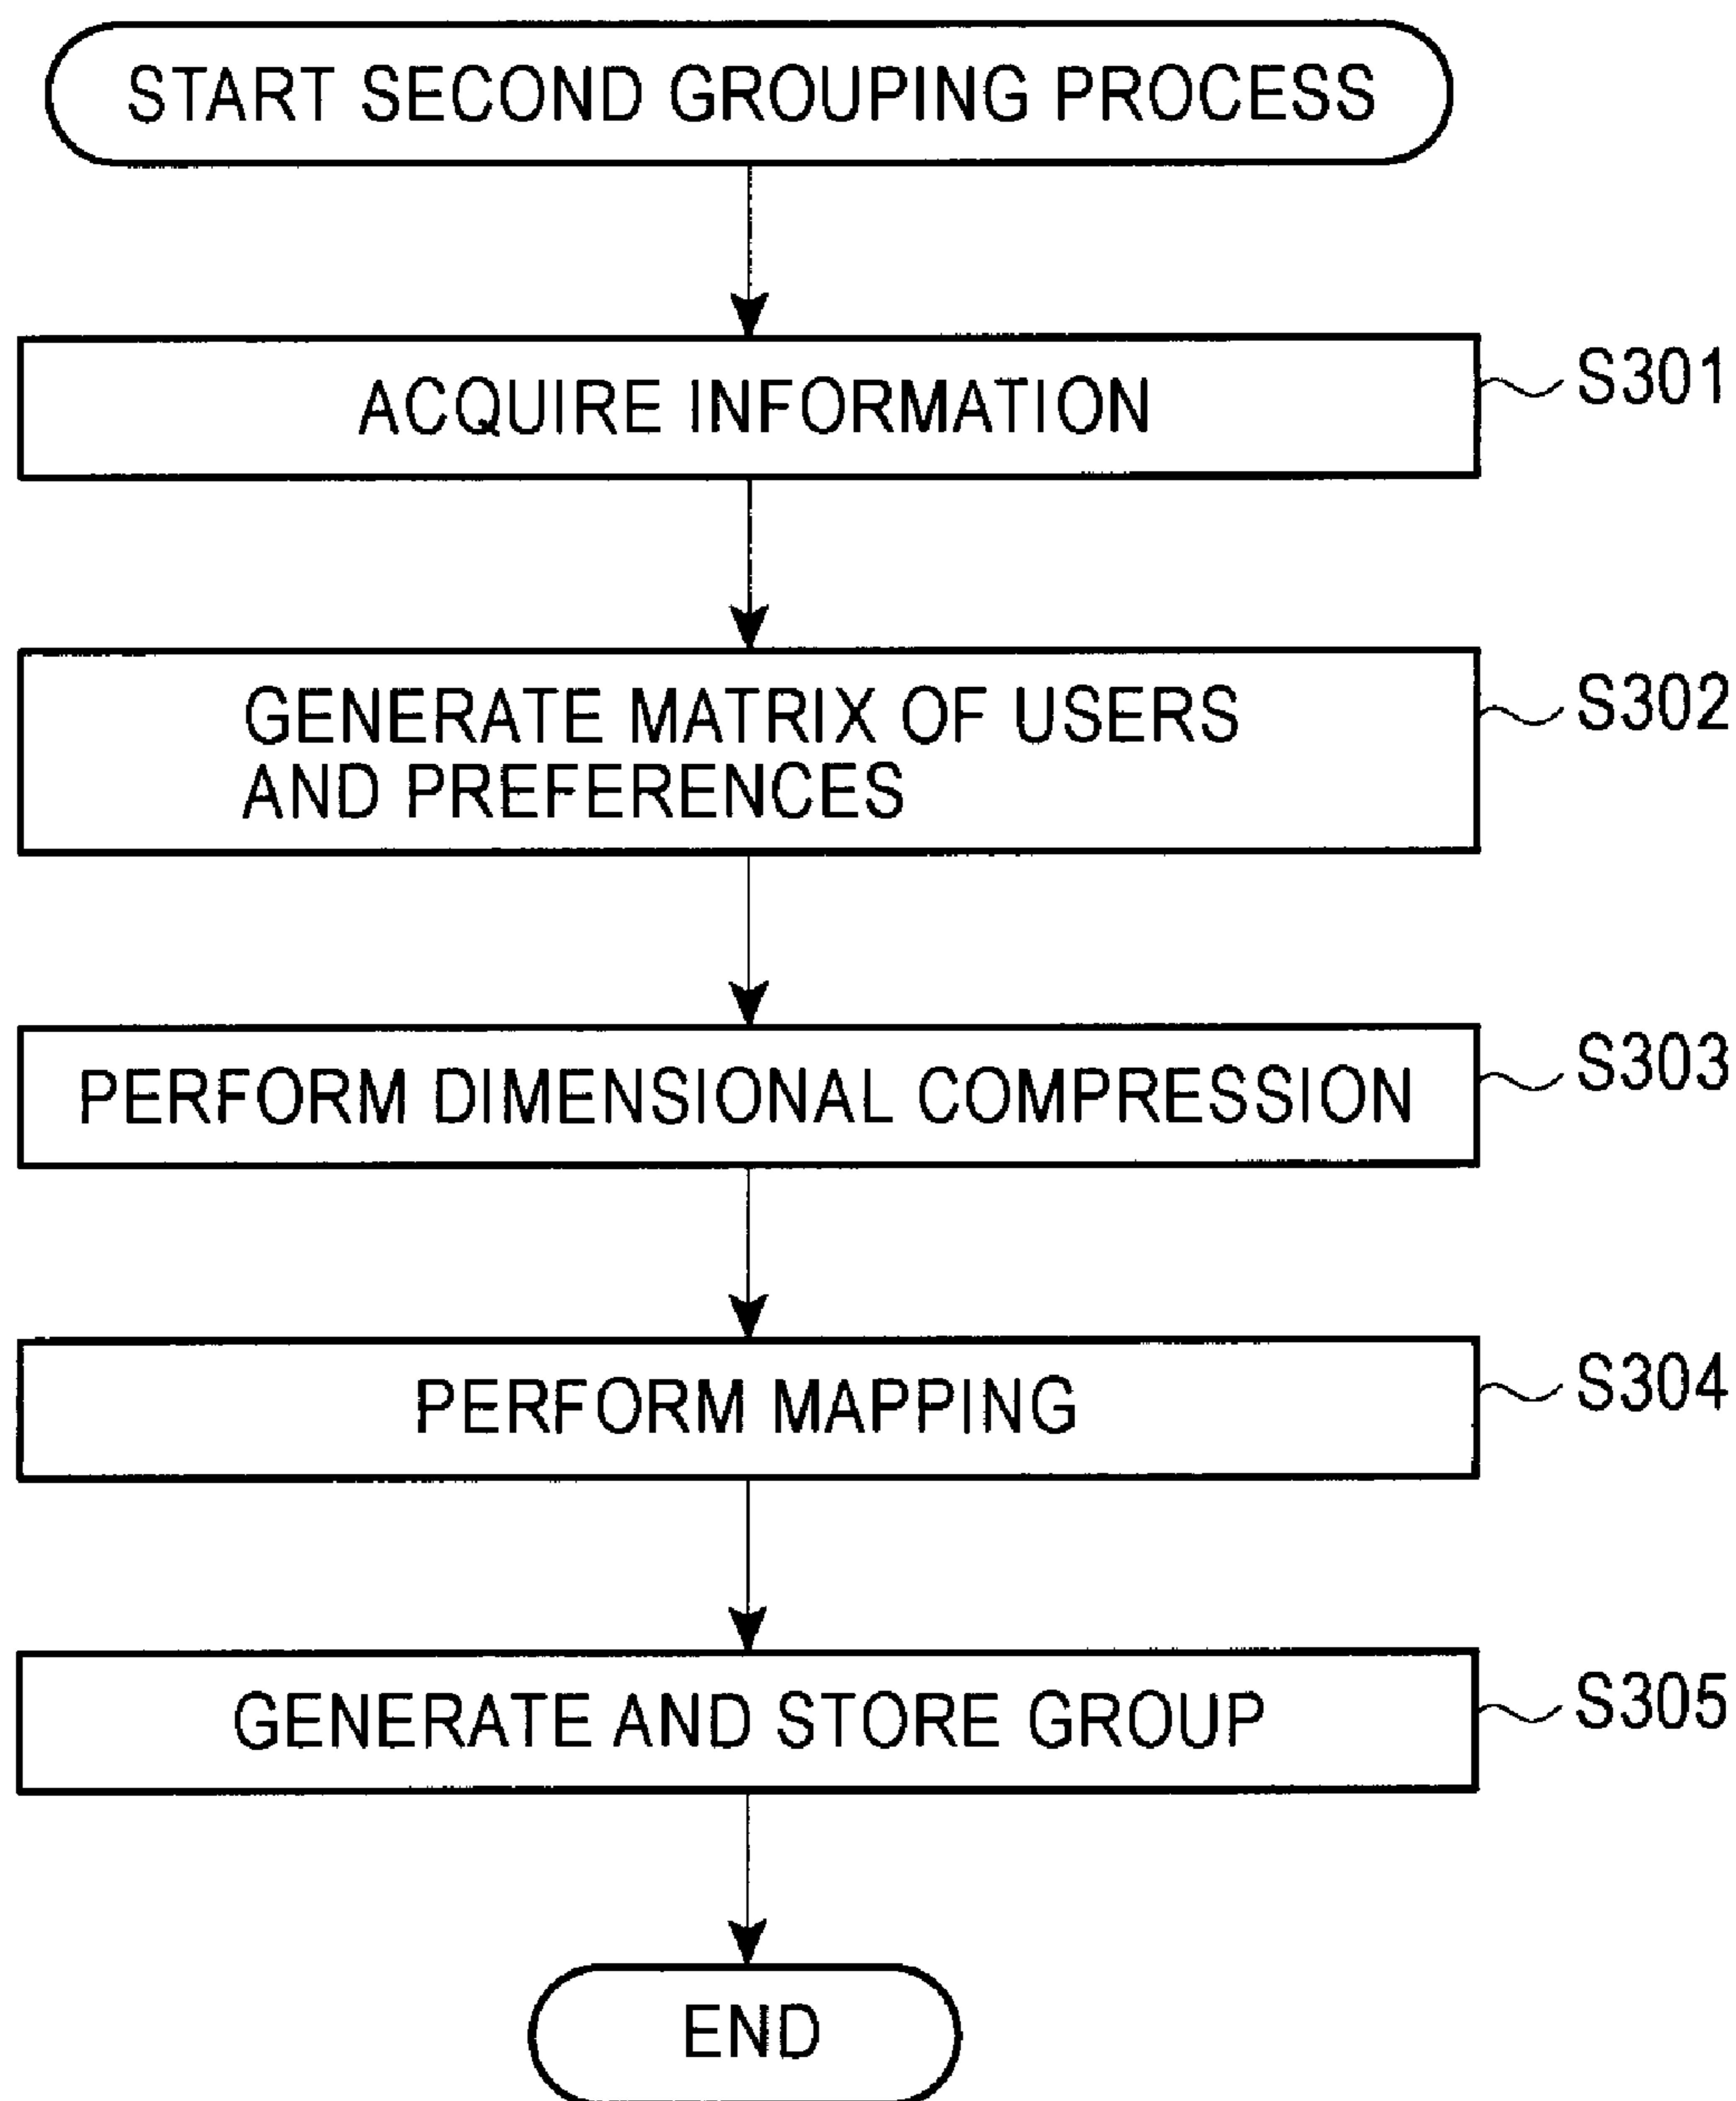 START SECOND GROUPING PROCESS
ACQUIRE INFORMATION
S301
GENERATE MATRIX OF USERS
AND PREFERENCES
S302
PERFORM DIMENSIONAL COMPRESSION
S303
PERFORM MAPPING
S304
GENERATE AND STORE GROUP
S305
END